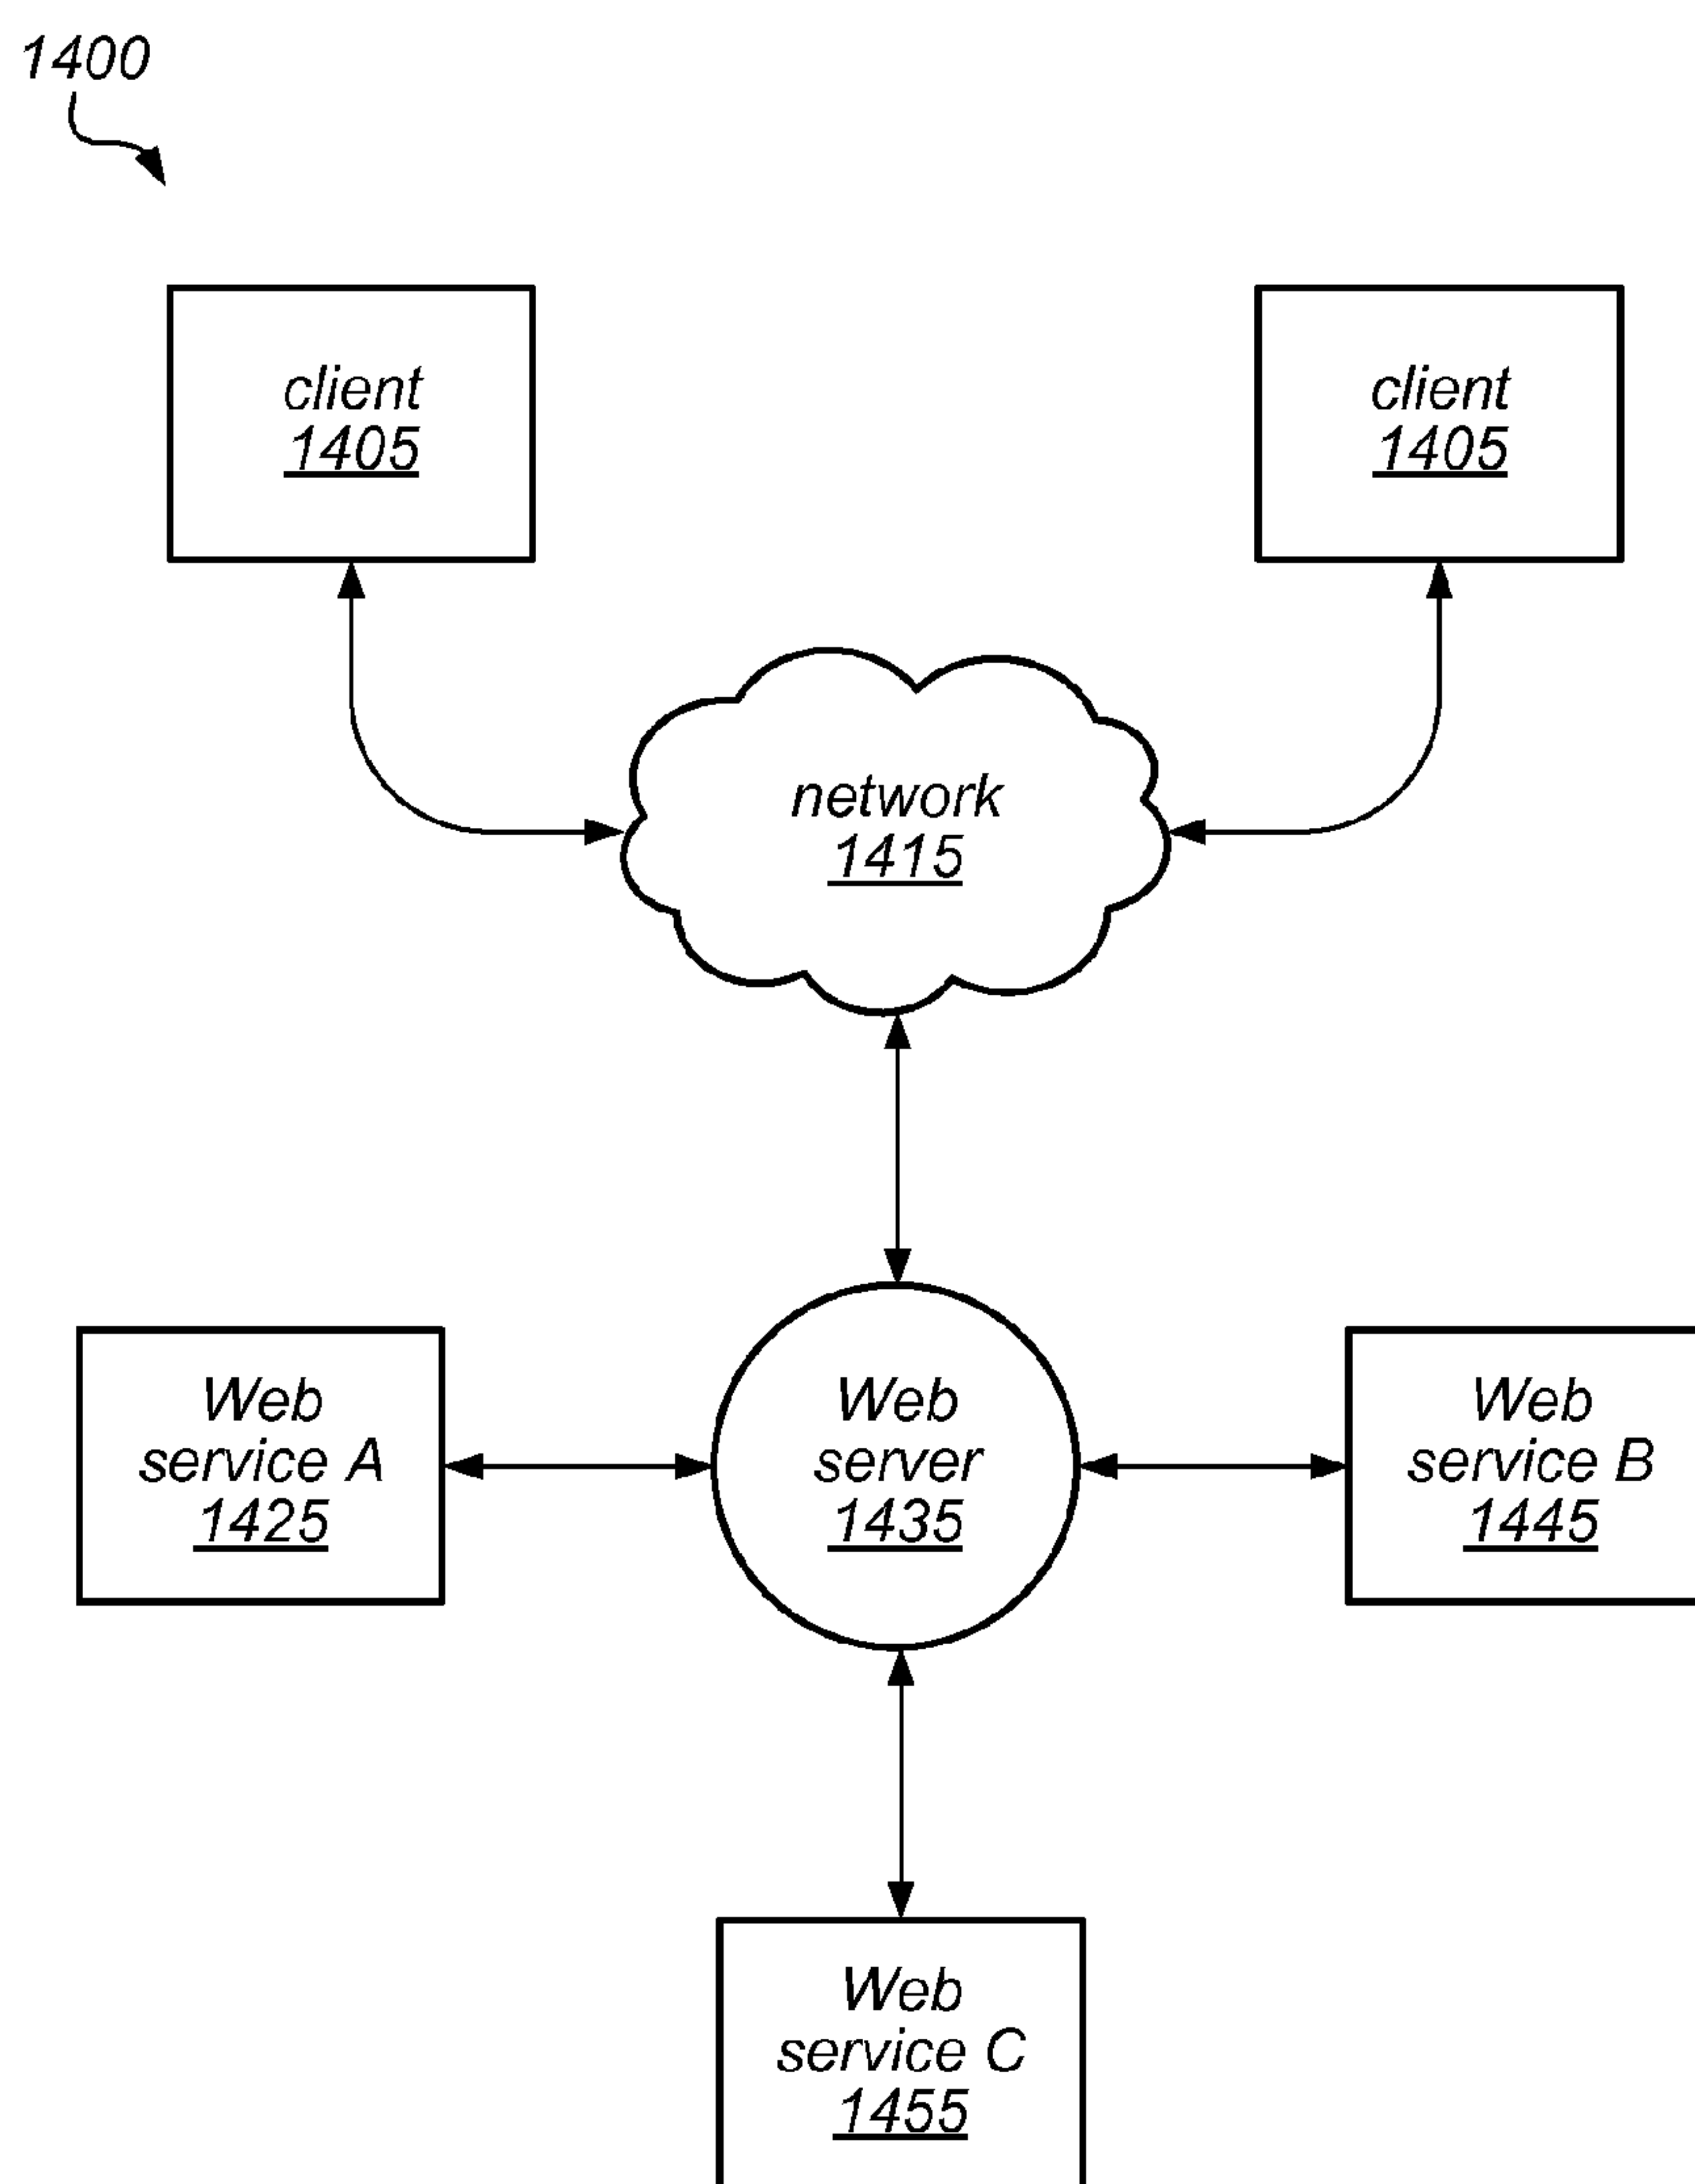 1400
client
1405
client
1405
network
1415
Web
service A
1425
Web
server
1435
Web
service B
1445
Web
service C
1455